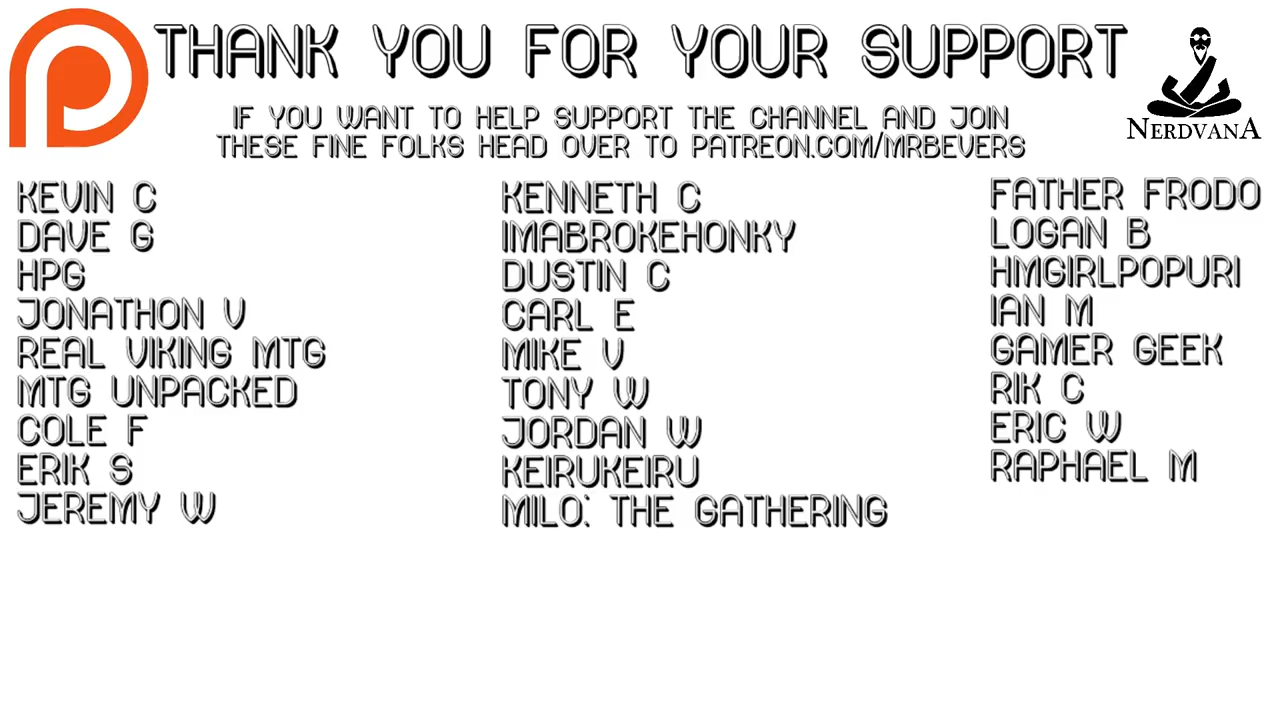 THANK YOU FOR YOUR SUPPORT
IF YOU WANT TO HELP SUPPORT THE CHANNEL AND JOIN
THESE FINE FOLKS HEAD OVER TO PATREON.COM/MRBEVERS
NERDVANA
KEVIN C
DAVE G
HPG
JONATHON V
REAL VIKING MTG
MTG UNPACKED
COLE F
ERIK S
JEREMY W
KENNETH C
IMABROKEHONKY
DUSTIN C
CARL E
MIKE V
TONY W
JORDAN W
KEIRUKEIRU
MILO: THE GATHERING
FATHER FRODO
LOGAN B
HMGIRLPOPURI
IAN M
GAMER GEEK
RIK C
ERIC W
RAPHAEL M